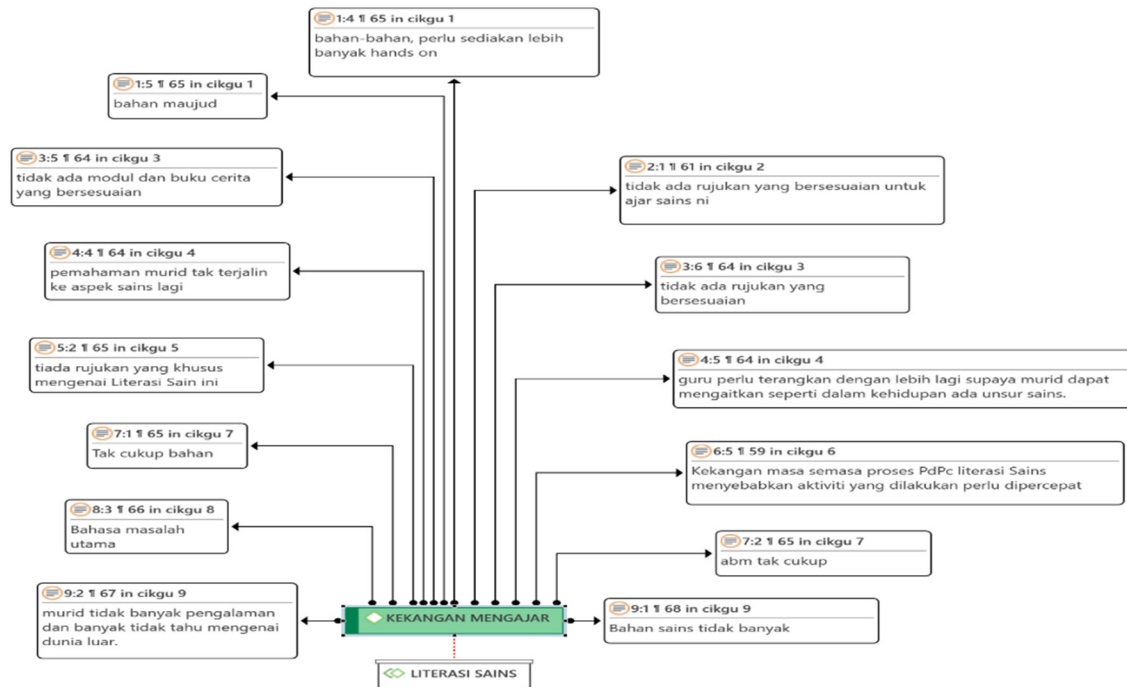 1:4 ¶ 65 in cikgu 1
bahan-bahan, perlu sediakan lebih
banyak hands on
1:5 ¶ 65 in cikgu 1
bahan maujud
3:5 ¶ 64 in cikgu 3
tidak ada modul dan buku cerita
yang bersesuaian
2:1 ¶ 61 in cikgu 2
tidak ada rujukan yang bersesuaian untuk
ajar sains ni
4:4 ¶ 64 in cikgu 4
pemahaman murid tak terjalin
ke aspek sains lagi
3:6 ¶ 64 in cikgu 3
tidak ada rujukan yang
bersesuaian
5:2 ¶ 65 in cikgu 5
tiada rujukan yang khusus
mengenai Literasi Sain ini
4:5 ¶ 64 in cikgu 4
guru perlu terangkan dengan lebih lagi supaya murid dapat
mengaitkan seperti dalam kehidupan ada unsur sains.
7:1 ¶ 65 in cikgu 7
Tak cukup bahan
6:5 ¶ 59 in cikgu 6
Kekangan masa semasa proses PdPc literasi Sains
menyebabkan aktiviti yang dilakukan perlu dipercepat
8:3 ¶ 66 in cikgu 8
Bahasa masalah
utama
7:2 ¶ 65 in cikgu 7
abm tak cukup
9:2 ¶ 67 in cikgu 9
murid tidak banyak pengalaman
dan banyak tidak tahu mengenai
dunia luar.
9:1 ¶ 68 in cikgu 9
Bahan sains tidak banyak
KEKANGAN MENGAJAR
LITERASI SAINS